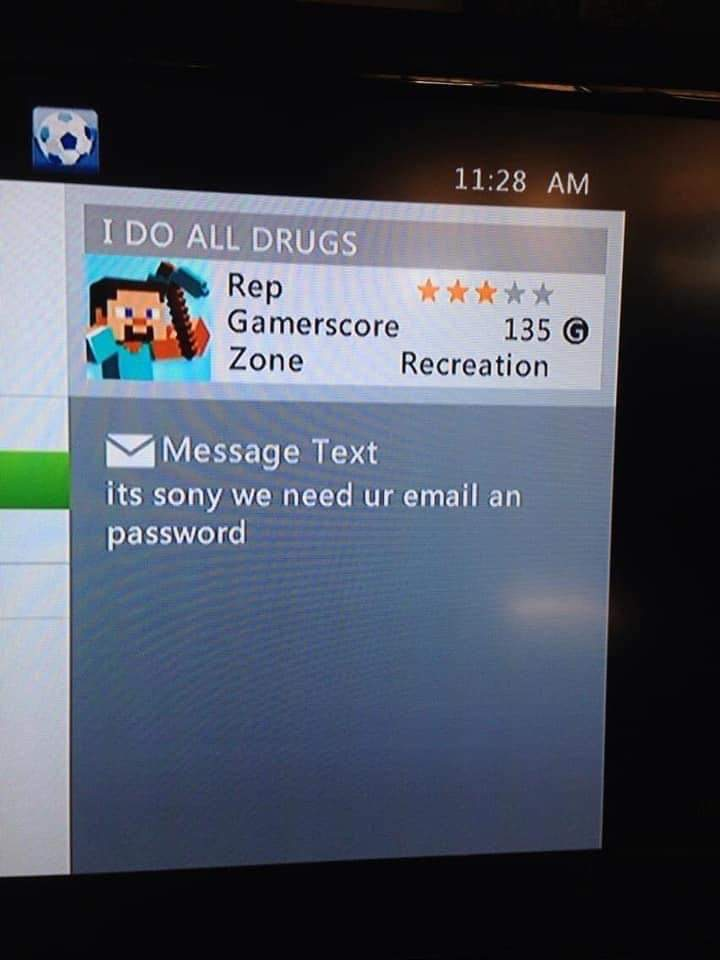 11:28 AM
I DO ALL DRUGS
Rep
Gamerscore 135 G
Zone Recreation
Message Text
its sony we need ur email an
password